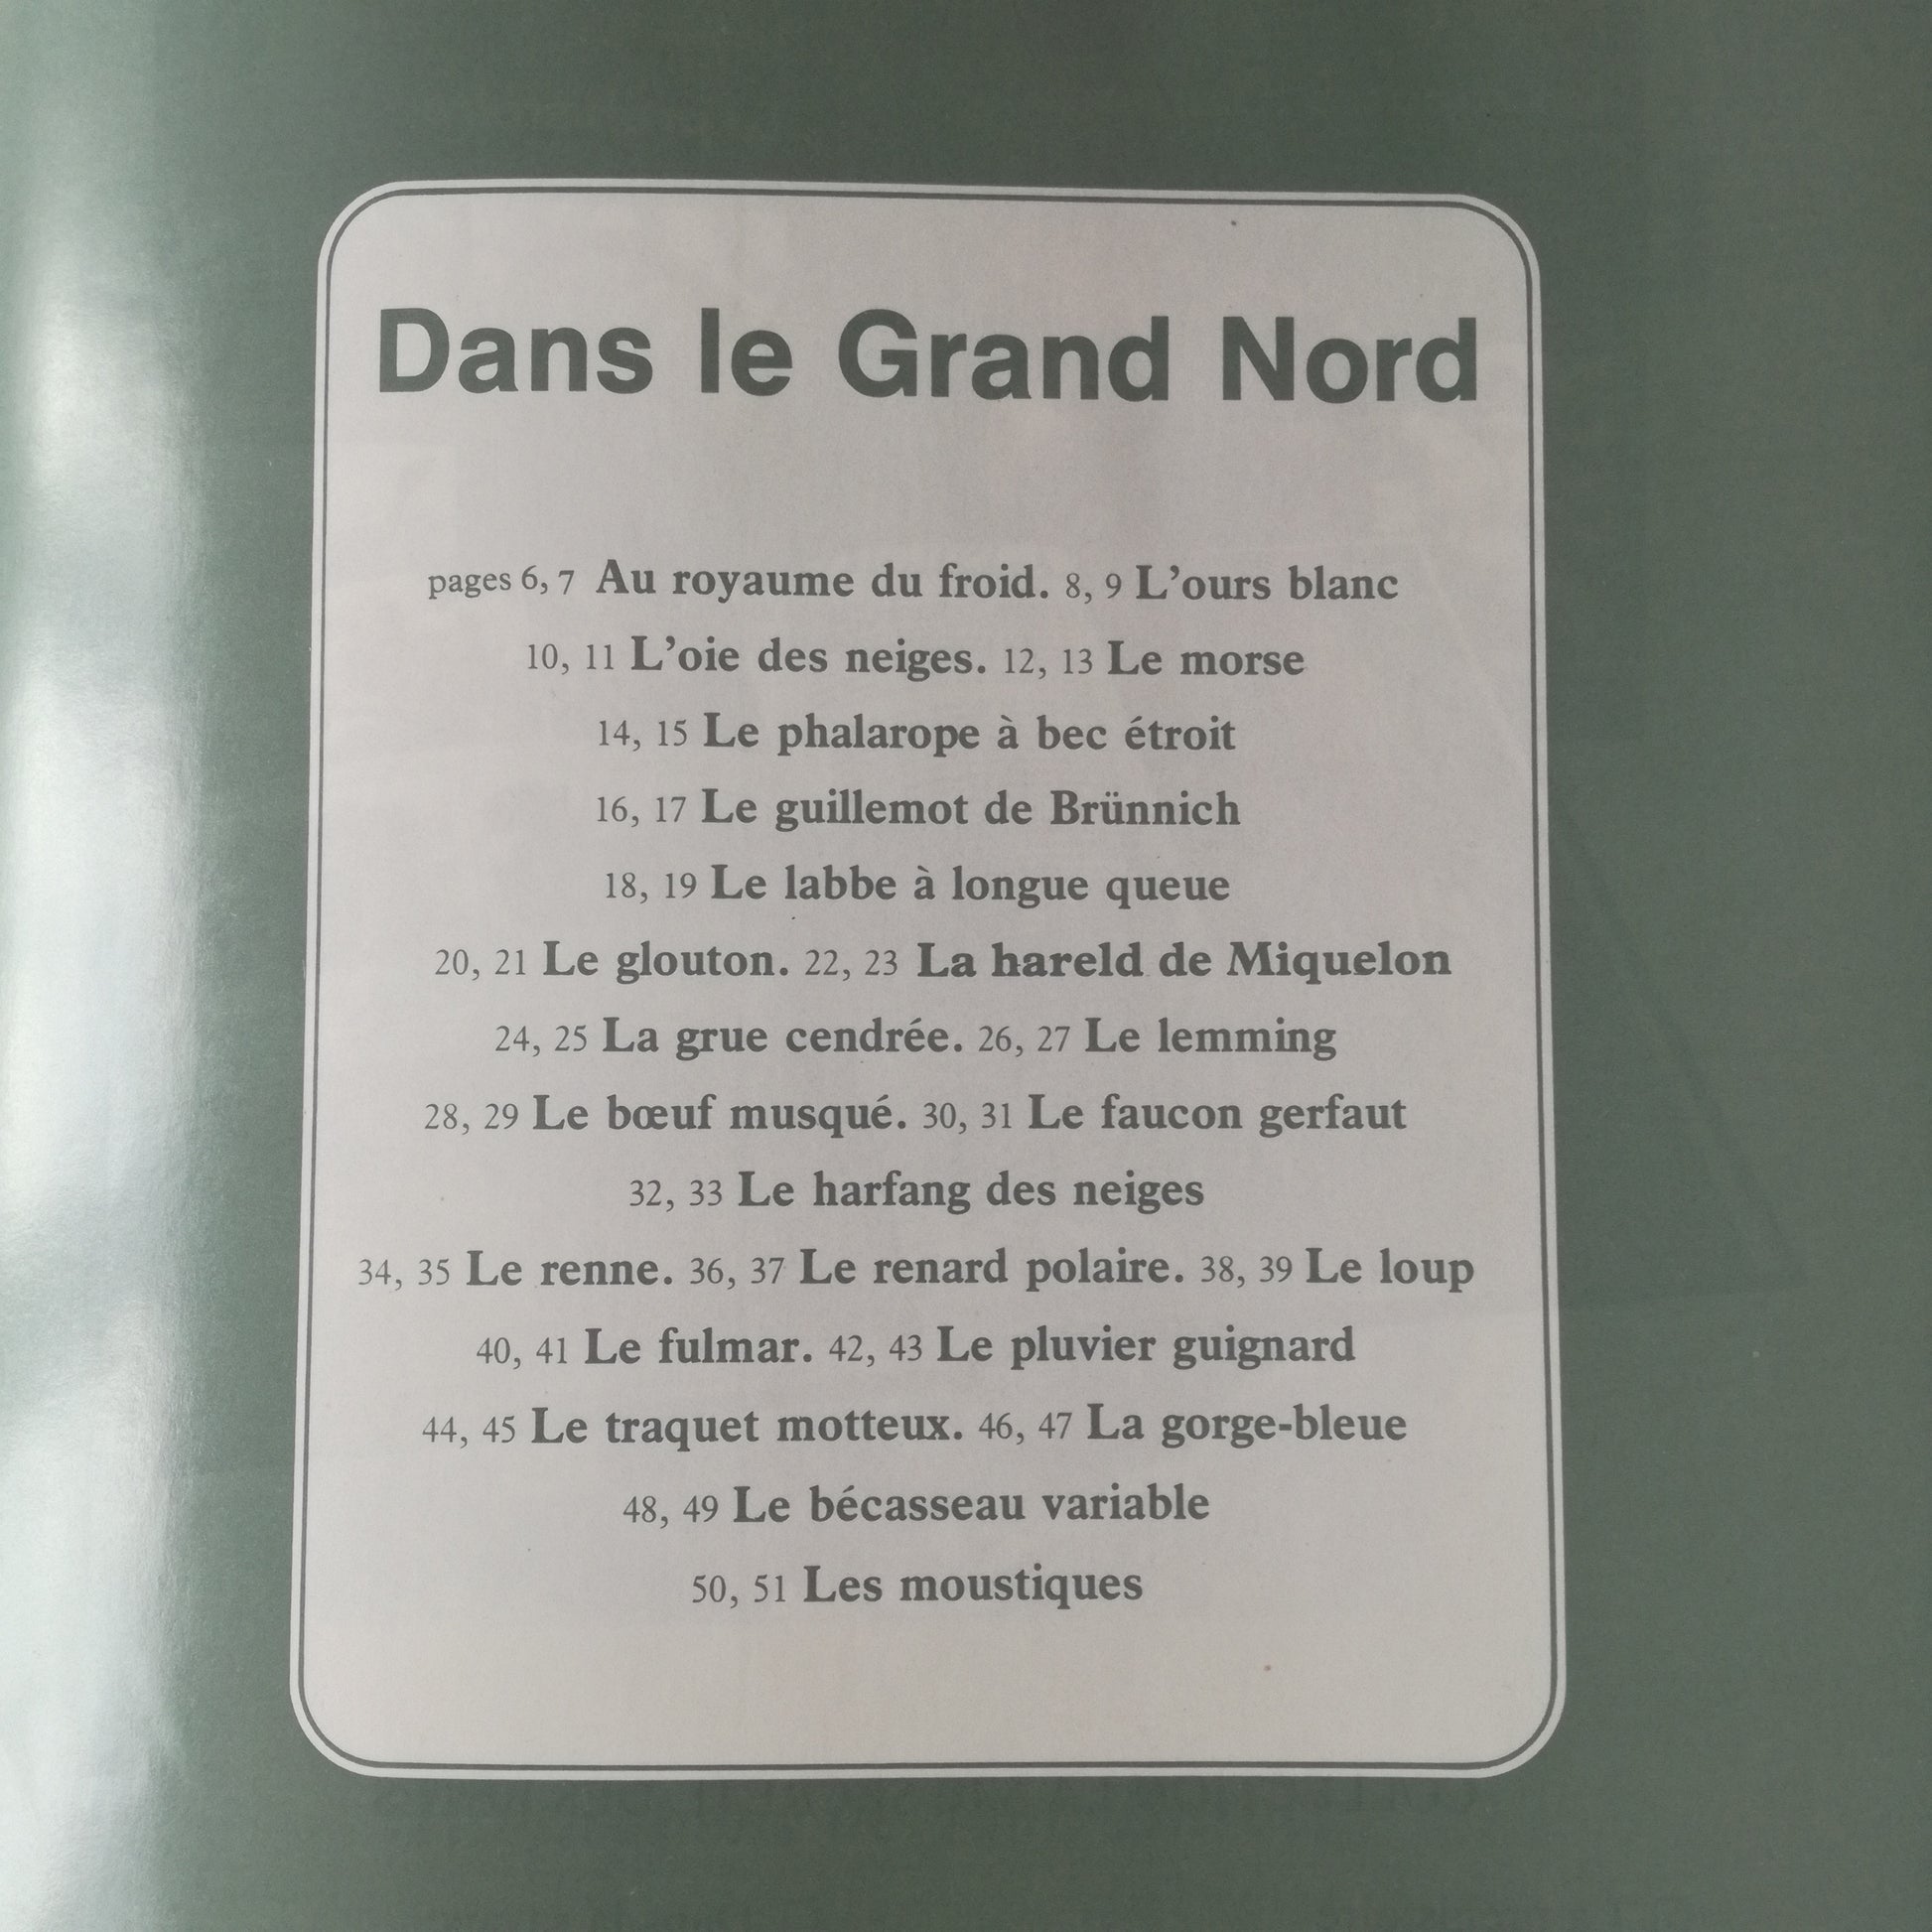 Dans le Grand Nord
pages 6, 7 Au royaume du froid. 8, 9 L’ours blanc
10, 11 L’oie des neiges. 12, 13 Le morse
14, 15 Le phalarope à bec étroit
16, 17 Le guillemot de Brünnich
18, 19 Le labbe à longue queue
20, 21 Le glouton. 22, 23 La hareld de Miquelon
24, 25 La grue cendrée. 26, 27 Le lemming
28, 29 Le bœuf musqué. 30, 31 Le faucon gerfaut
32, 33 Le harfang des neiges
34, 35 Le renne. 36, 37 Le renard polaire. 38, 39 Le loup
40, 41 Le fulmar. 42, 43 Le pluvier guignard
44, 45 Le traquet motteux. 46, 47 La gorge-bleue
48, 49 Le bécasseau variable
50, 51 Les moustiques